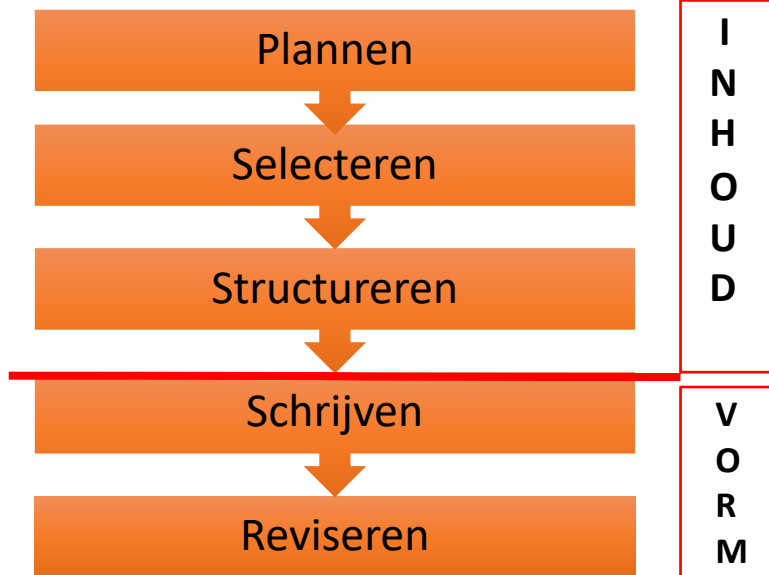 Plannen
Selecteren
Structureren
Schrijven
Reviseren
I
N
H
O
U
D
V
O
R
M